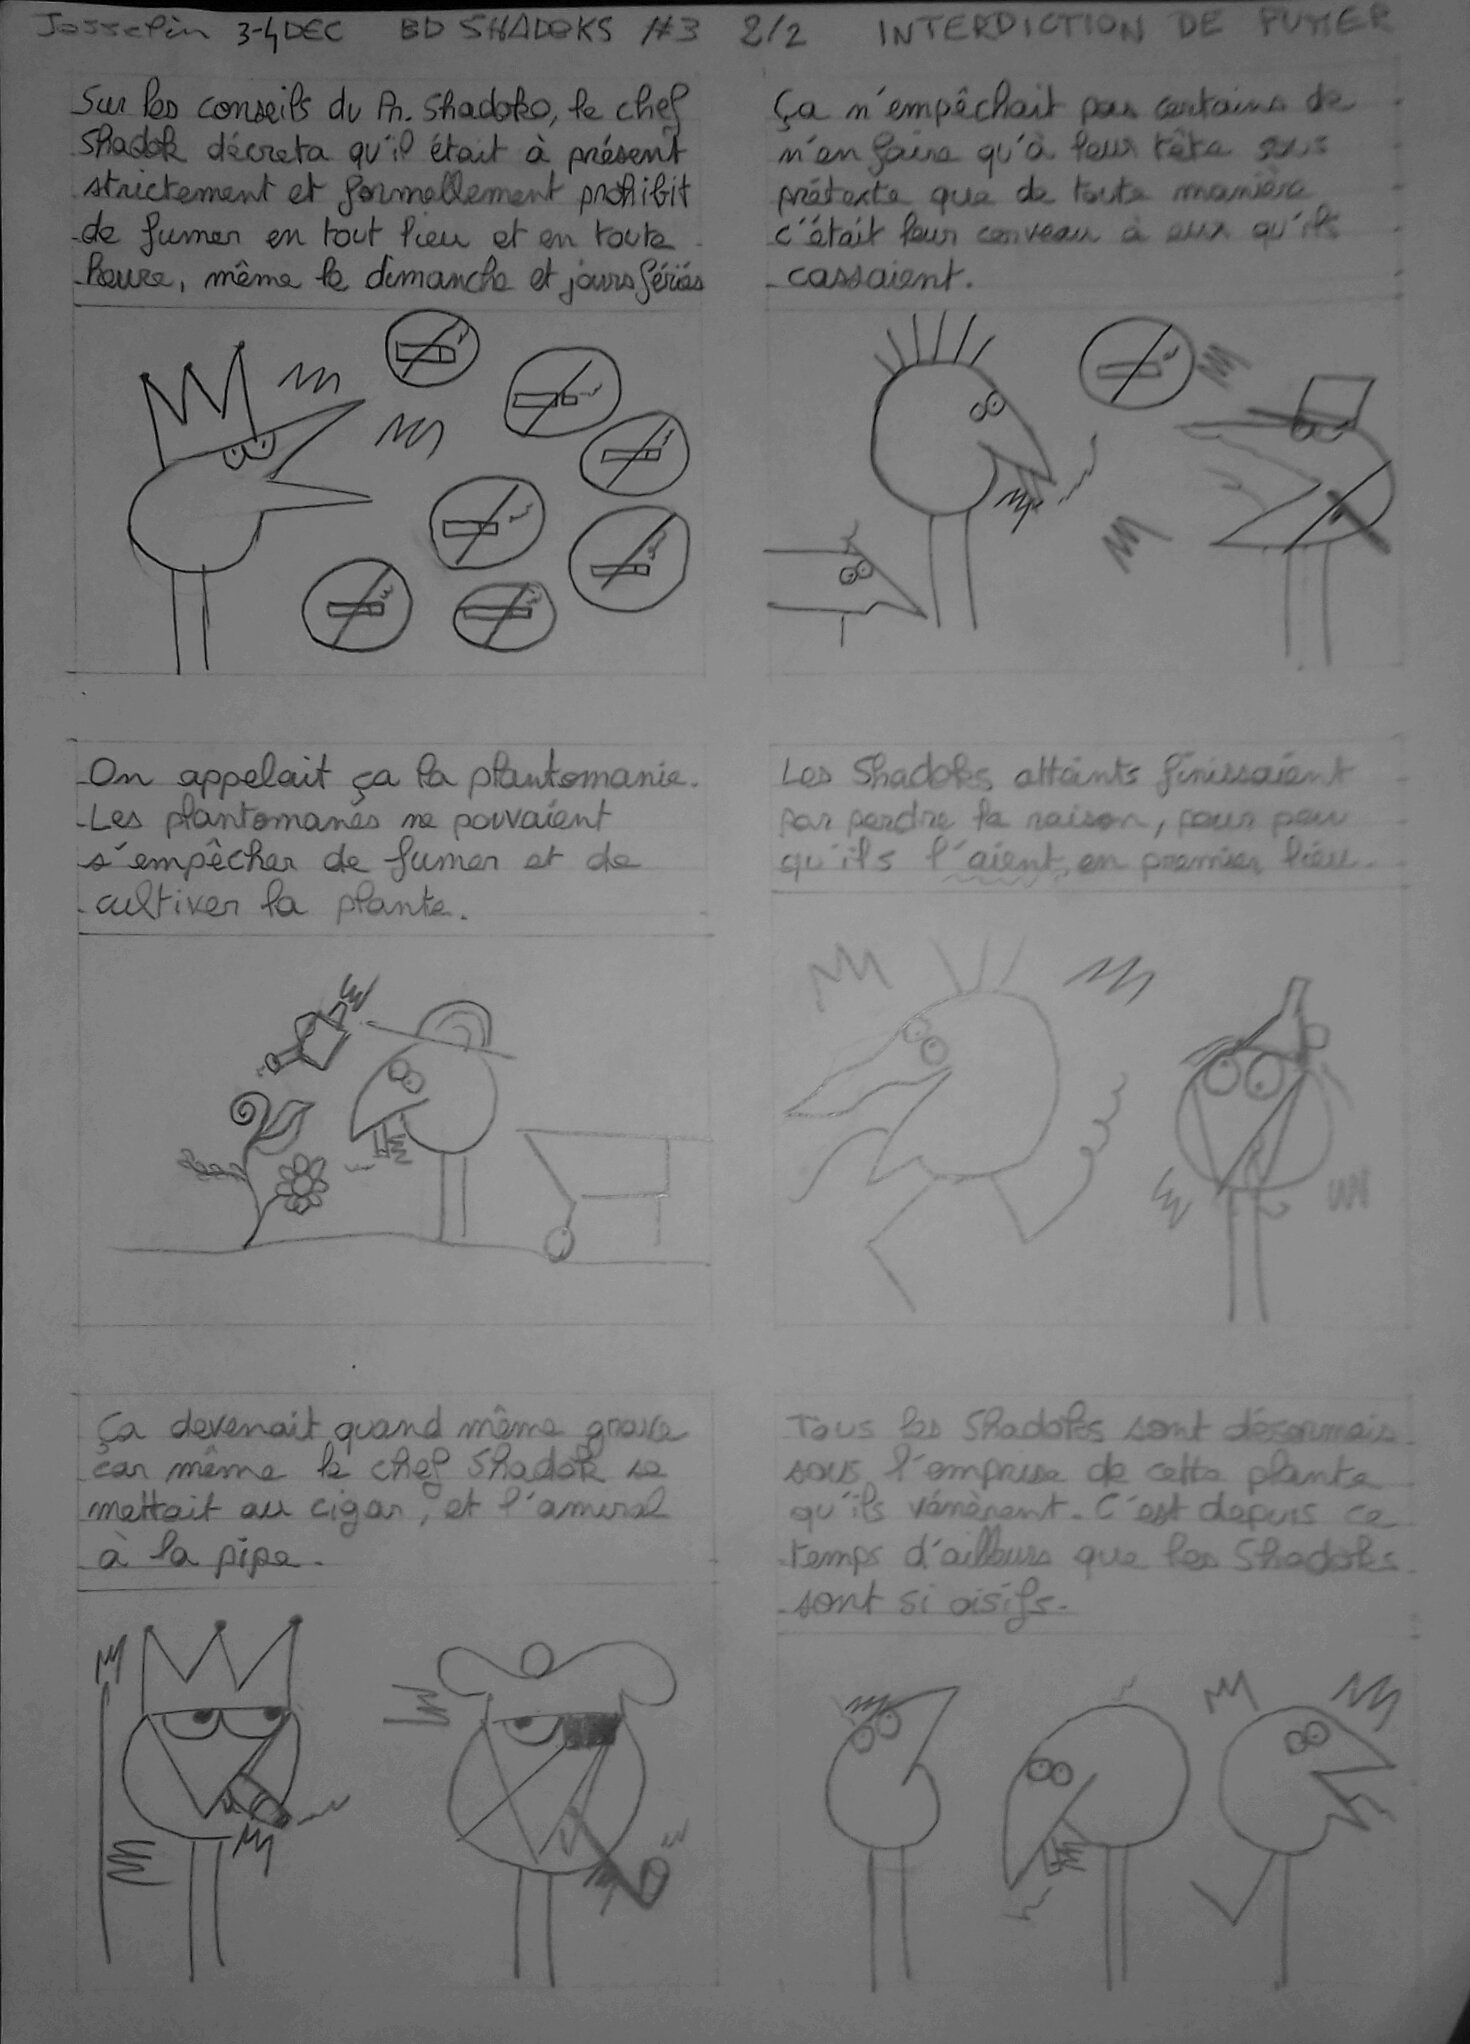 Josselin 3-4 DEC BD SHADOKS #3 2/2 INTERDICTION DE FUMER
Sur les conseils du Pr. Shadoko, le chef
Shadok décreta qu'il était à présent
strictement et formellement prohibit
de fumer en tout lieu et en toute
heure, même le dimanche et jours fériés
Ça n'empêchait pas certains de
n'en faire qu'à leur tête sous
prétexte que de toute manière
c'était leur cerveau à eux qu'ils
cassaient.
On appelait ça la plantomanie.
Les plantomanes ne pouvaient
s'empêcher de fumer et de
cultiver la plante.
Les Shadoks atteints finissaient
par perdre la raison, pour peu
qu'ils l'aient, en premier lieu.
Ça devenait quand même grave
car même le chef Shadok se
mettait au cigar, et l'amiral
à la pipe.
Tous les Shadoks sont désormais
sous l'emprise de cette plante
qu'ils vénèrent. C'est depuis ce
temps d'ailleurs que les Shadoks
sont si oisifs.